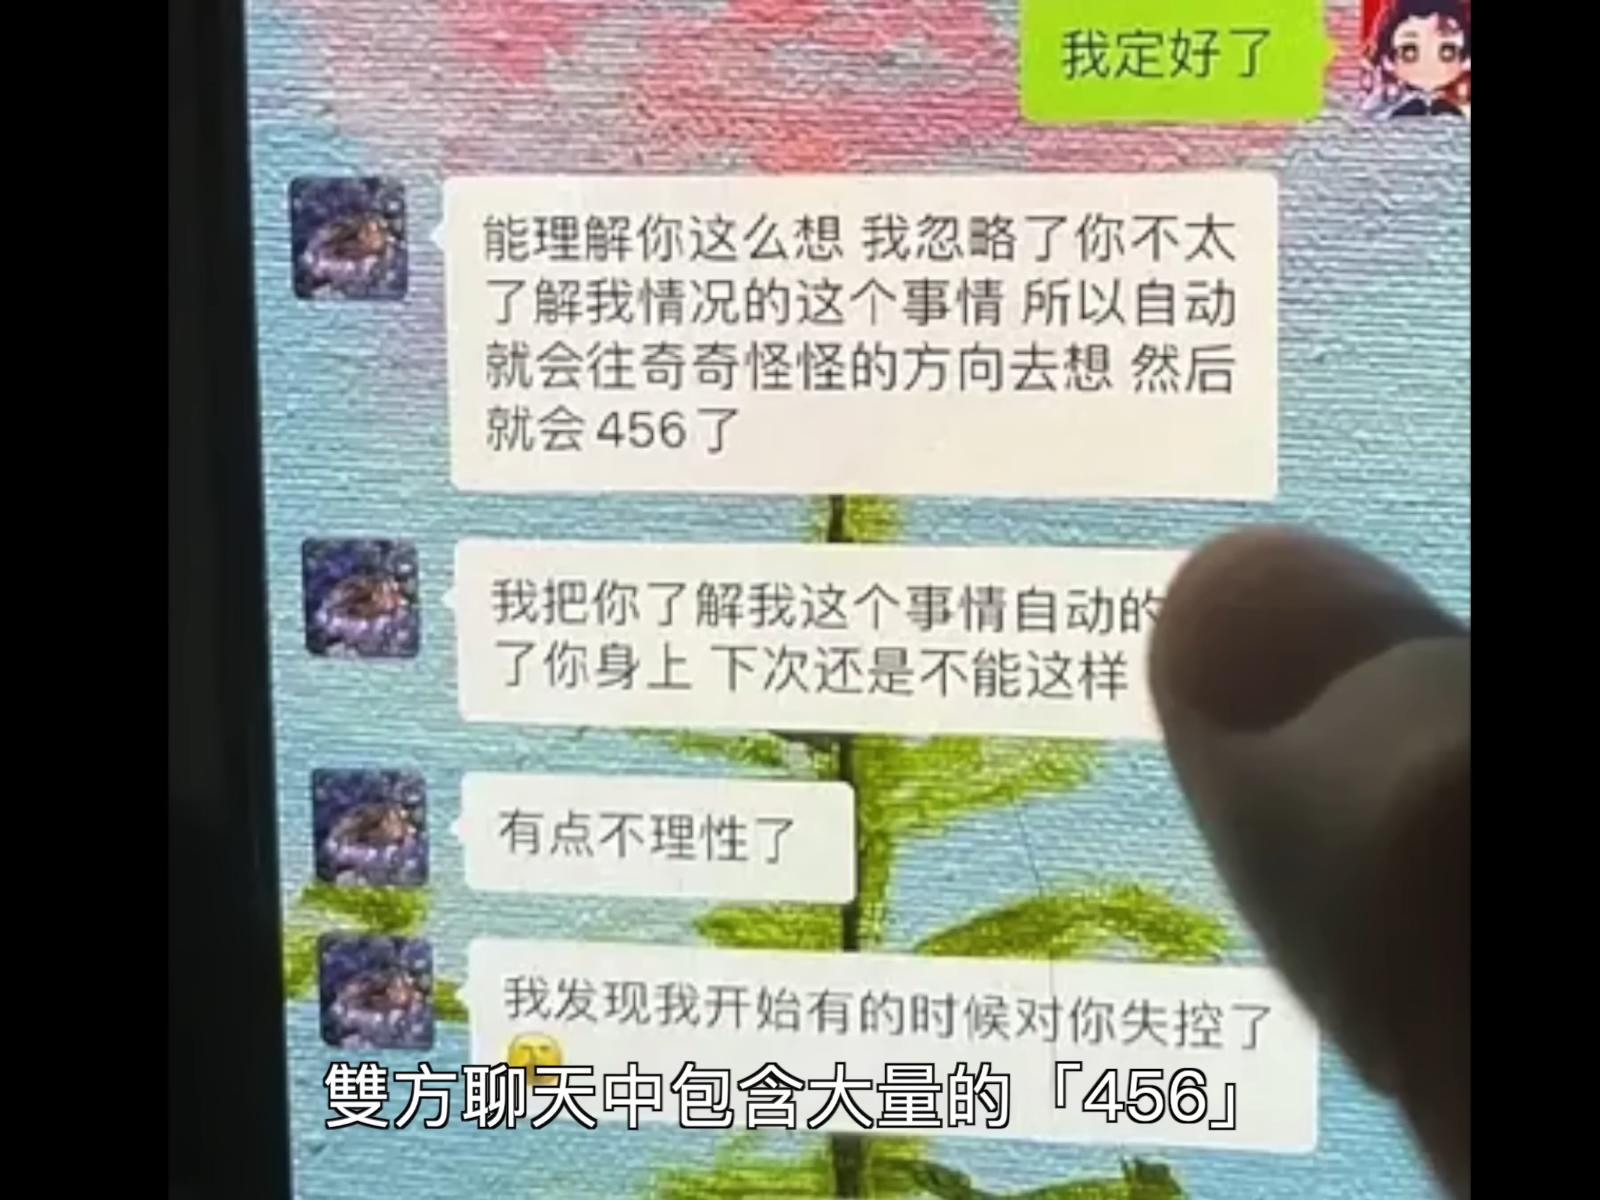 我定好了
能理解你这么想 我忽略了你不太
了解我情况的这个事情 所以自动
就会往奇奇怪怪的方向去想 然后
就会456了
我把你了解我这个事情自动的
了你身上 下次还是不能这样
有点不理性了
我发现我开始有的时候对你失控了
雙方聊天中包含大量的「456」